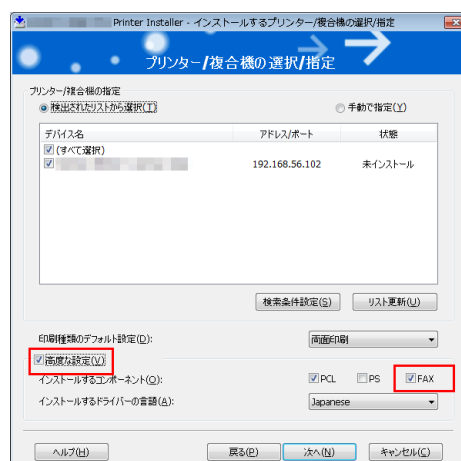 Printer Installer - インストールするプリンター/複合機の選択/指定
プリンター/複合機の選択/指定
プリンター/複合機の指定
検出されたリストから選択(T)
手動で指定(Y)
デバイス名 アドレス/ポート 状態
(すべて選択)
192.168.56.102 未インストール
検索条件設定(S) リスト更新(U)
印刷種類のデフォルト設定(D): 両面印刷
高度な設定(V)
インストールするコンポーネント(O): PCL PS FAX
インストールするドライバーの言語(A): Japanese
ヘルプ(H) 戻る(P) 次へ(N) キャンセル(C)